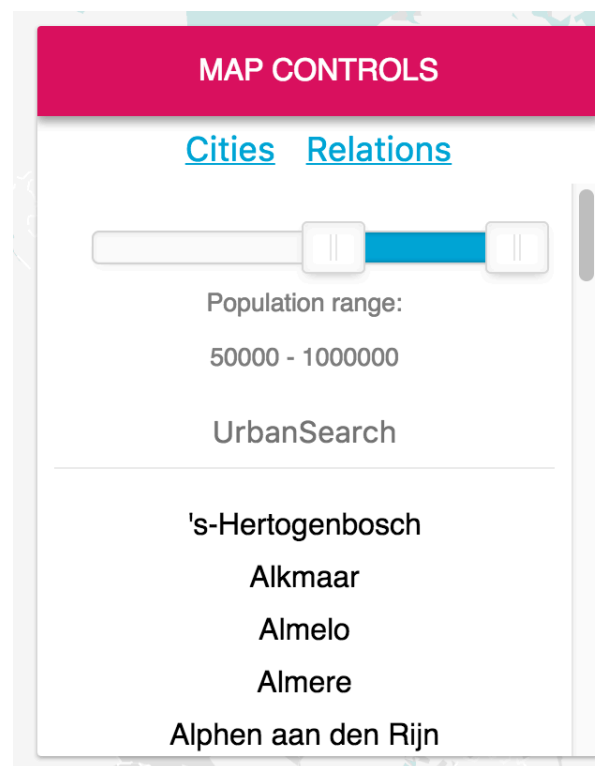 MAP CONTROLS
Cities Relations
Population range:
50000 - 1000000
UrbanSearch
's-Hertogenbosch
Alkmaar
Almelo
Almere
Alphen aan den Rijn